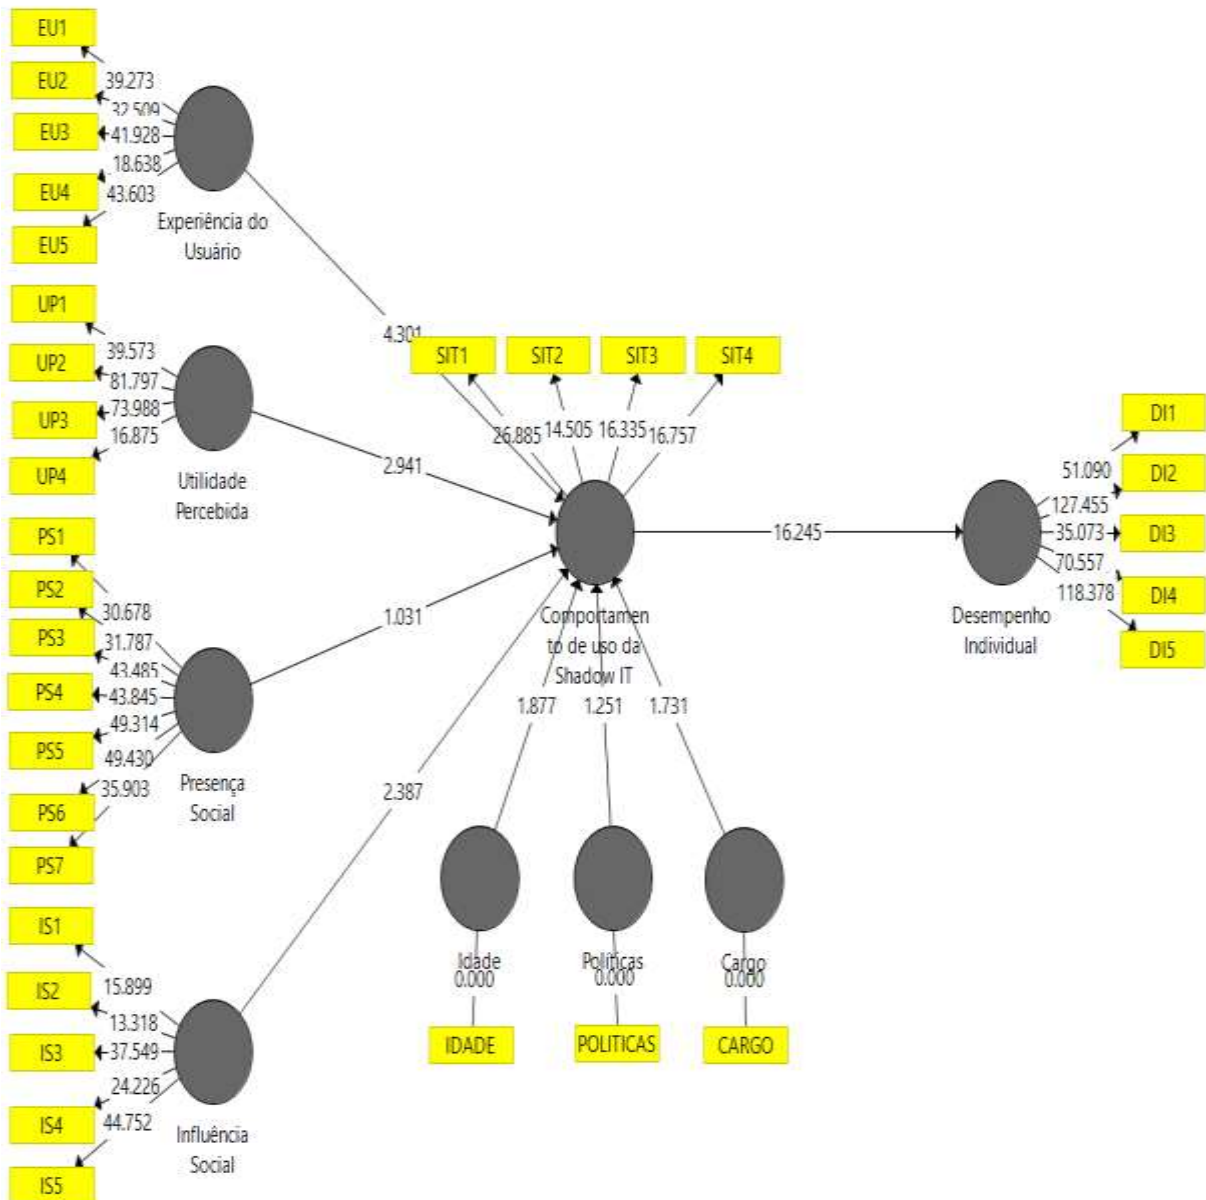 EU1
39.273
EU2
32.509
EU3
41.928
18.638
EU4
43.603
EU5
Experiência do
Usuário
UP1
39.573
UP2
81.797
UP3
73.988
16.875
UP4
Utilidade
Percebida
PS1
PS2
30.678
PS3
31.787
43.485
PS4
43.845
49.314
PS5
49.430
35.903
PS6
PS7
Presença
Social
IS1
IS2
15.899
13.318
IS3
37.549
24.226
IS4
44.752
IS5
Influência
Social
4.301
2.941
1.031
2.387
SIT1
SIT2
SIT3
SIT4
26.885
14.505
16.335
16.757
Comportamen
to de uso da
Shadow IT
1.877
1.251
1.731
Idade
Políticas
Cargo
0.000
0.000
0.000
IDADE
POLITICAS
CARGO
16.245
Desempenho
Individual
DI1
51.090
DI2
127.455
35.073
DI3
70.557
118.378
DI4
DI5